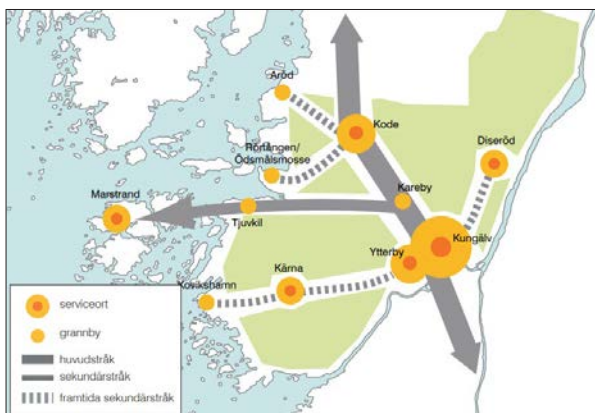 Aröd
Kode
Diseröd
Rörtången/
Ödsmålsmosse
Marstrand
Kareby
Tjuvkil
Kungälv
Ytterby
Kärna
Kovikshamn
serviceort
grannby
huvudstråk
sekundärstråk
framtida sekundärstråk